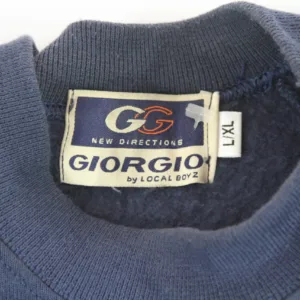 GG
NEW DIRECTIONS
GIORGIO
by LOCAL BOYZ
L/XL